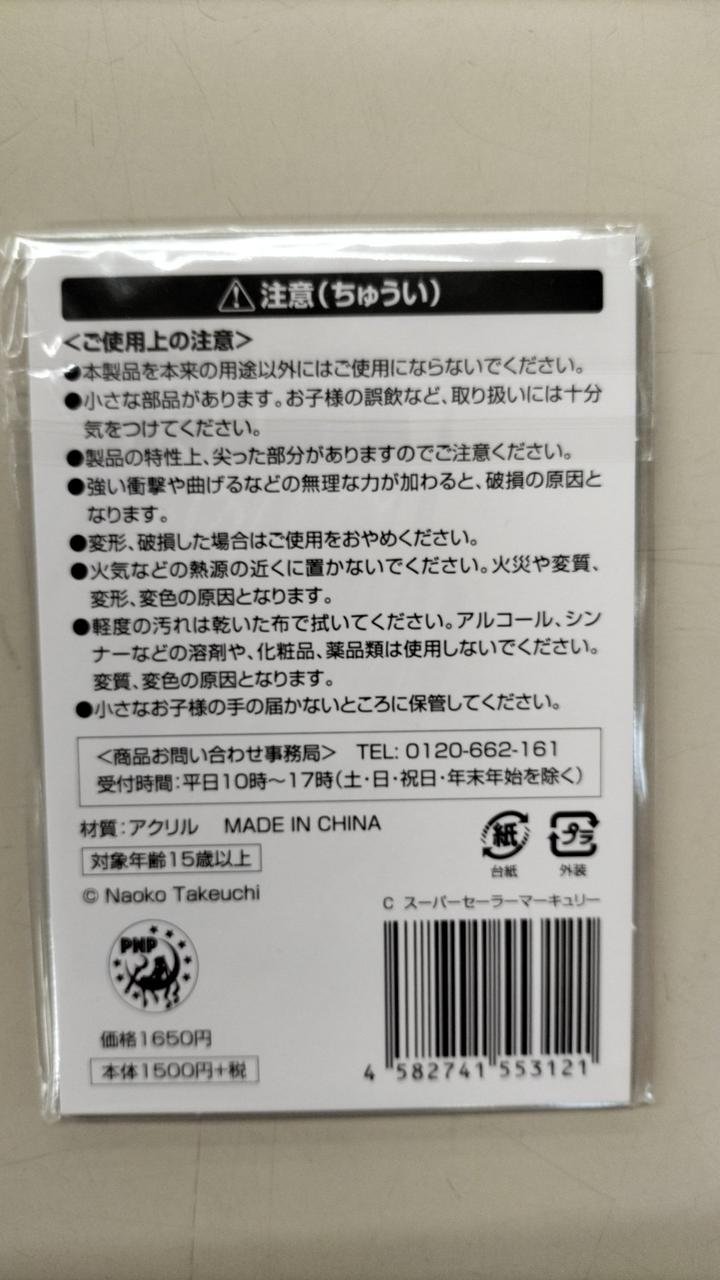 ⚠注意(ちゅうい)
<ご使用上の注意>
●本製品を本来の用途以外にはご使用にならないでください。
●小さな部品があります。お子様の誤飲など、取り扱いには十分
気をつけてください。
●製品の特性上、尖った部分がありますのでご注意ください。
●強い衝撃や曲げるなどの無理な力が加わると、破損の原因と
なります。
●変形、破損した場合はご使用をおやめください。
●火気などの熱源の近くに置かないでください。火災や変質、
変形、変色の原因となります。
●軽度の汚れは乾いた布で拭いてください。アルコール、シン
ナーなどの溶剤や、化粧品、薬品類は使用しないでください。
変質、変色の原因となります。
●小さなお子様の手の届かないところに保管してください。
<商品お問い合わせ事務局> TEL: 0120-662-161
受付時間:平日10時~17時(土・日・祝日・年末年始を除く)
材質:アクリル MADE IN CHINA
対象年齢15歳以上
© Naoko Takeuchi
紙
台紙
プラ
外装
C スーパーセーラーマーキュリー
PNP
価格1650円
本体1500円+税
4 582741 553121